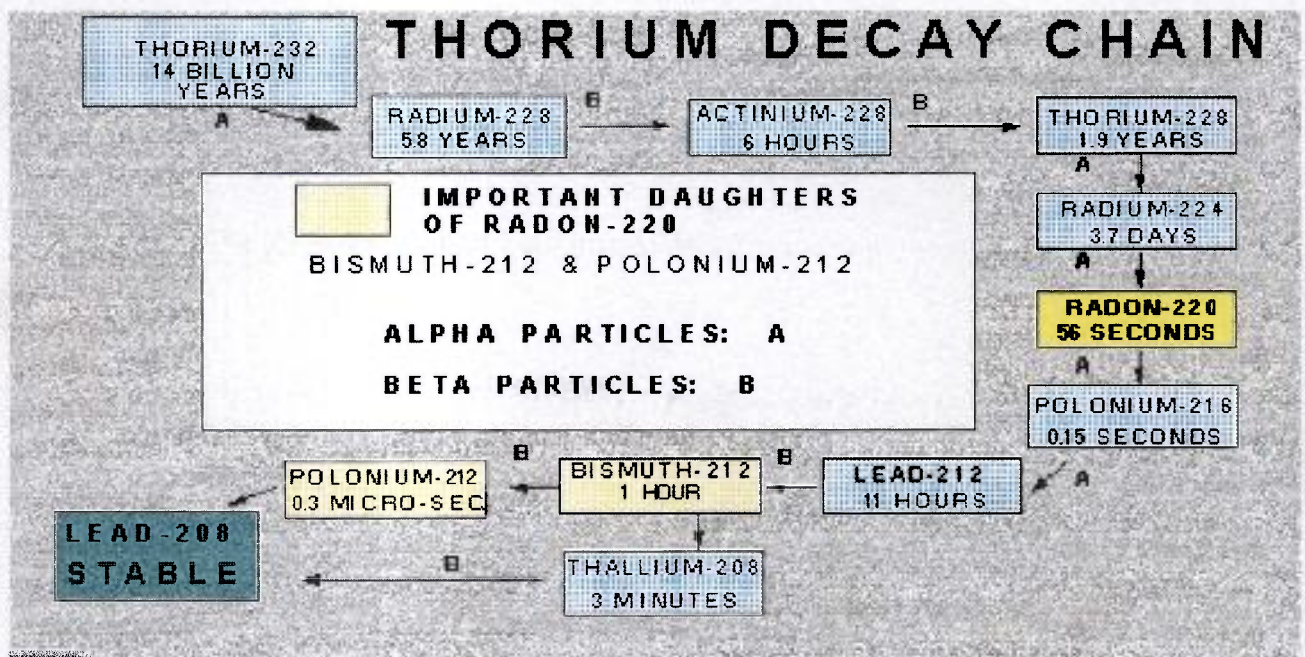 THORIUM DECAY CHAIN
THORIUM-232
14 BILLION
YEARS
A
RADIUM-228
5.8 YEARS
B
ACTINIUM-228
6 HOURS
B
THORIUM-228
1.9 YEARS
A
RADIUM-224
3.7 DAYS
A
RADON-220
56 SECONDS
A
POLONIUM-216
0.15 SECONDS
A
IMPORTANT DAUGHTERS
OF RADON-220
BISMUTH-212 & POLONIUM-212
ALPHA PARTICLES: A
BETA PARTICLES: B
LEAD-212
11 HOURS
B
BISMUTH-212
1 HOUR
B
POLONIUM-212
0.3 MICRO-SEC.
THALLIUM-208
3 MINUTES
B
LEAD-208
STABLE